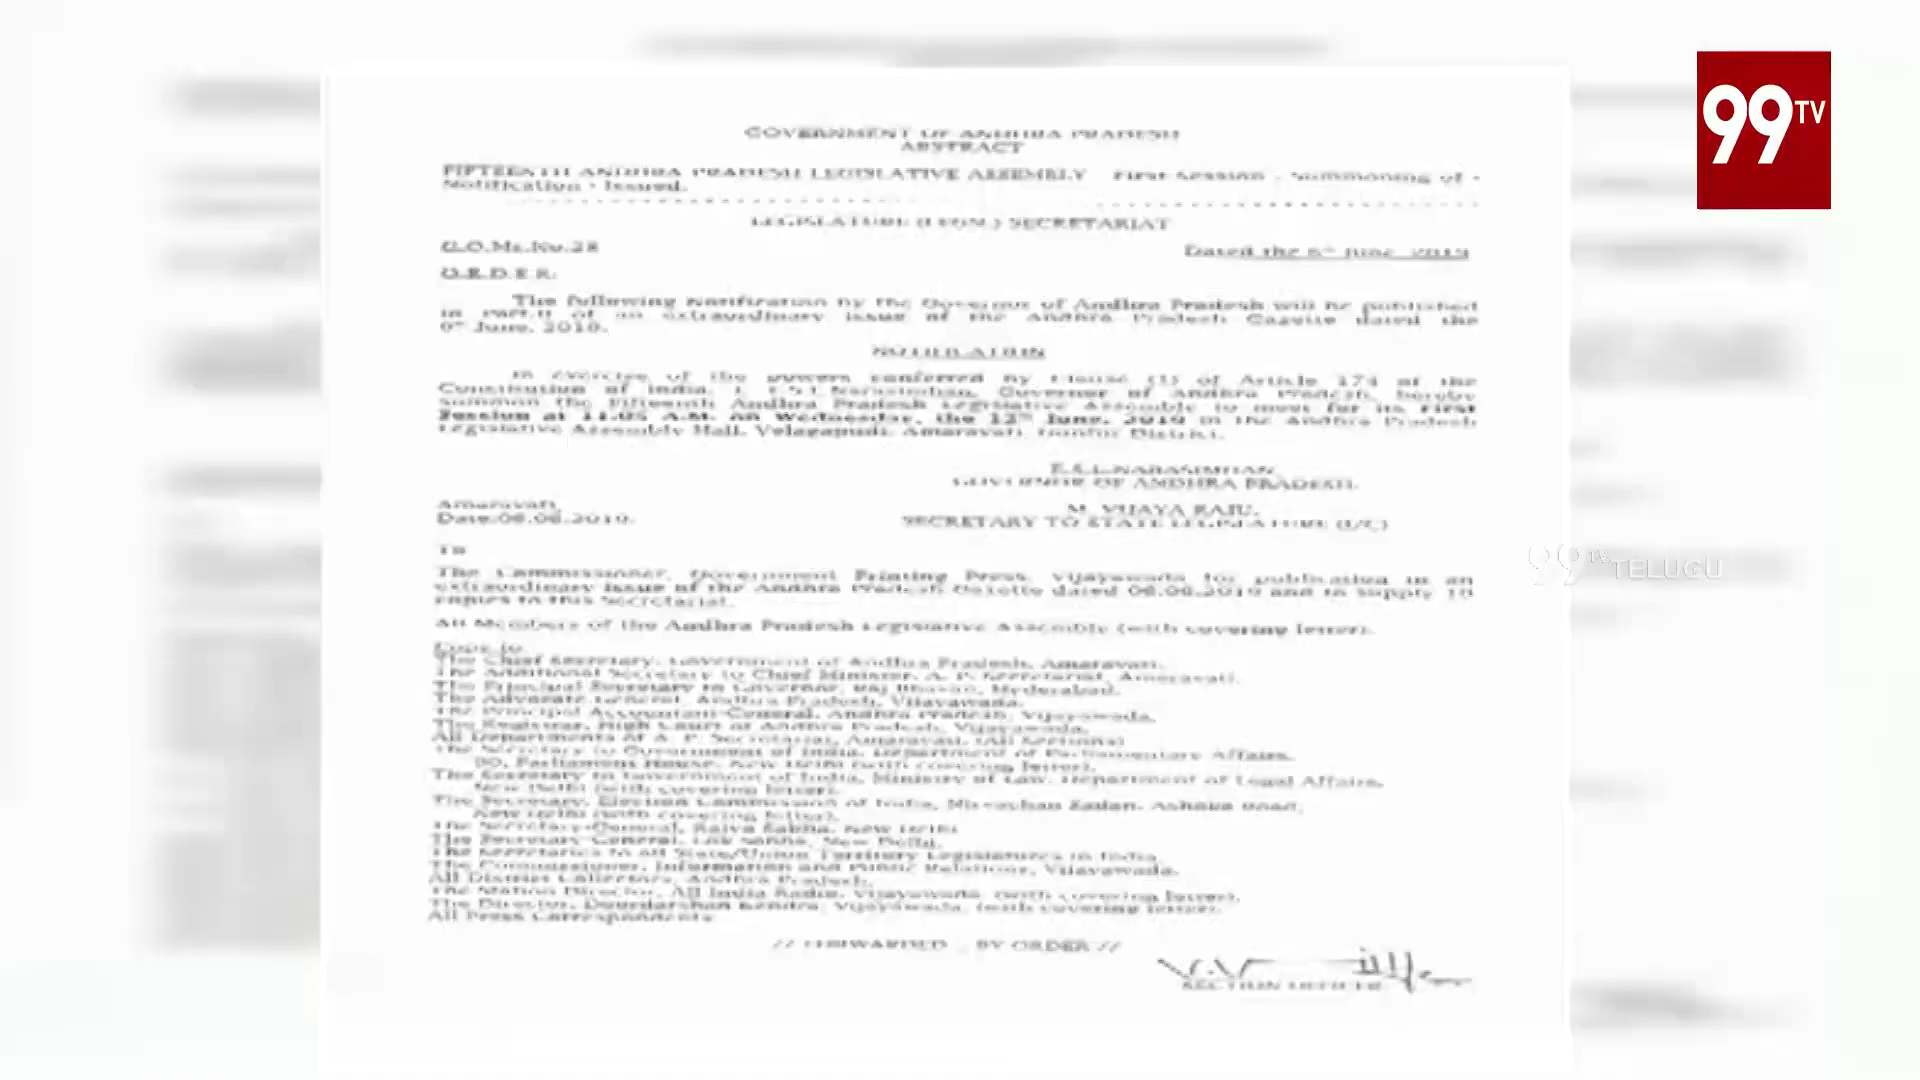 99TV
GOVERNMENT OF ANDHRA PRADESH
ABSTRACT
FIFTEENTH ANDHRA PRADESH LEGISLATIVE ASSEMBLY - First Session - Summoning of -
Notification - Issued.
LEGISLATURE SECRETARIAT
G.O.Ms.No.28
Dated the 6th June, 2019
O.R.D.E.R.
The following Notification by the Governor of Andhra Pradesh will be published
in Part-II of an extraordinary issue of the Andhra Pradesh Gazette dated the
6th June, 2019.
NOTIFICATION
In exercise of the powers conferred by Clause (1) of Article 174 of the
Constitution of India, I, E.S.L.Narasimhan, Governor of Andhra Pradesh, hereby
summon the Fifteenth Andhra Pradesh Legislative Assembly to meet for its First
Session at 11.05 A.M. on Wednesday, the 12th June, 2019 in the Andhra Pradesh
Legislative Assembly Hall, Velagapudi, Amaravati, Guntur District.
E.S.L.NARASIMHAN,
GOVERNOR OF ANDHRA PRADESH.
Amaravati,
M. VIJAYA RAJU,
Date:06.06.2019.
SECRETARY TO STATE LEGISLATURE (I/C)
To
The Commissioner, Government Printing Press, Vijayawada for publication in an
extraordinary issue of the Andhra Pradesh Gazette dated 06.06.2019 and to supply 10
copies to this Secretariat.
All Members of the Andhra Pradesh Legislative Assembly (with covering letter).
Copy to
The Chief Secretary, Government of Andhra Pradesh, Amaravati.
The Additional Secretary to Chief Minister, A. P. Secretariat, Amaravati.
The Principal Secretary to Governor, Raj Bhavan, Hyderabad.
The Advocate General, Andhra Pradesh, Vijayawada.
The Principal Accountant General, Andhra Pradesh, Vijayawada.
The Registrar, High Court of Andhra Pradesh, Vijayawada.
All Departments of A. P. Secretariat, Amaravati. (All Sections)
The Secretary to Government of India, Department of Parliamentary Affairs,
90, Parliament House, New Delhi (with covering letter).
The Secretary to Government of India, Ministry of Law, Department of Legal Affairs,
New Delhi (with covering letter).
The Secretary, Election Commission of India, Nirvachan Sadan, Ashoka Road,
New Delhi (with covering letter).
The Secretary-General, Rajya Sabha, New Delhi
The Secretary-General, Lok Sabha, New Delhi.
The Secretaries to all State/Union Territory Legislatures in India.
The Commissioner, Information and Public Relations, Vijayawada.
All District Collectors, Andhra Pradesh.
The Station Director, All India Radio, Vijayawada (with covering letter).
The Director, Doordarshan Kendra, Vijayawada, (with covering letter).
All Press Correspondents
// FORWARDED : BY ORDER //
SECTION OFFICER
99TV TELUGU